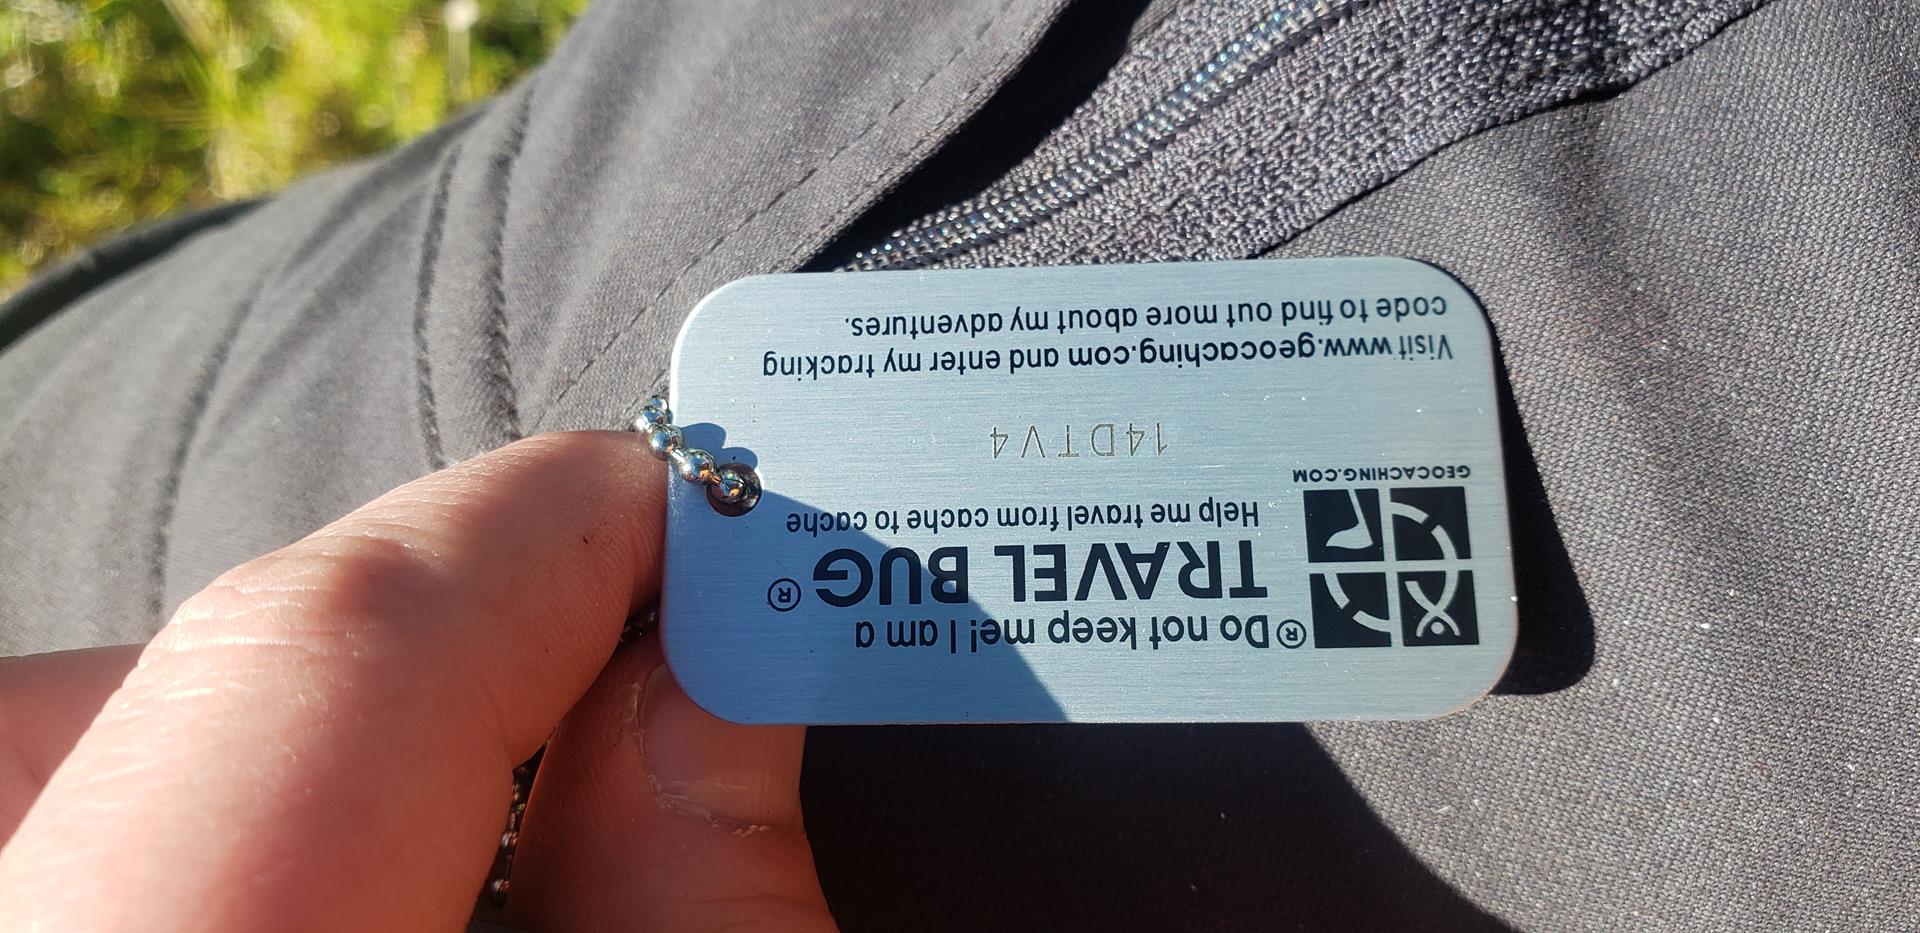 ® Do not keep me! I am a
TRAVEL BUG ®
Help me travel from cache to cache
GEOCACHING.COM
14DTV4
Visit www.geocaching.com and enter my tracking
code to find out more about my adventures.